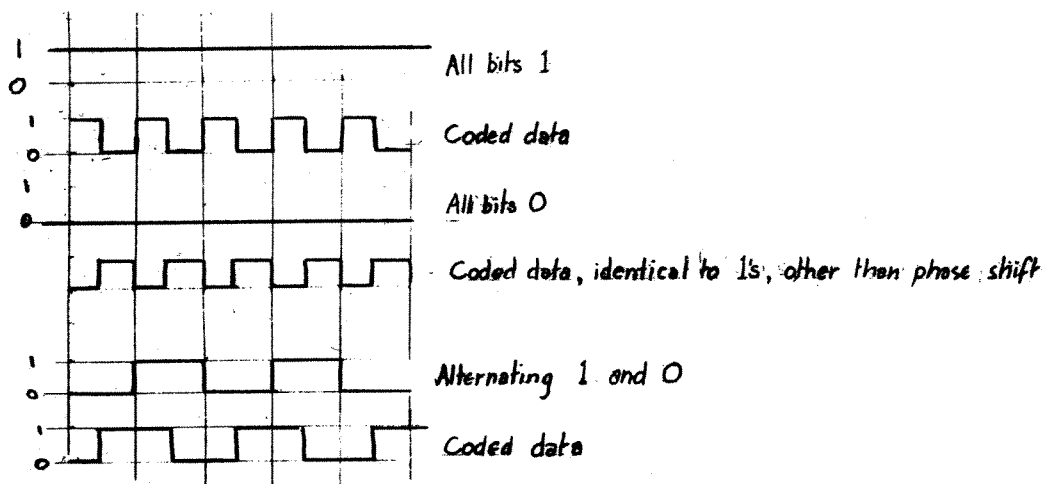 1
0
All bits 1
1
0
Coded data
1
0
All bits 0
Coded data, identical to 1's, other than phase shift
1
0
Alternating 1 and 0
1
0
Coded data